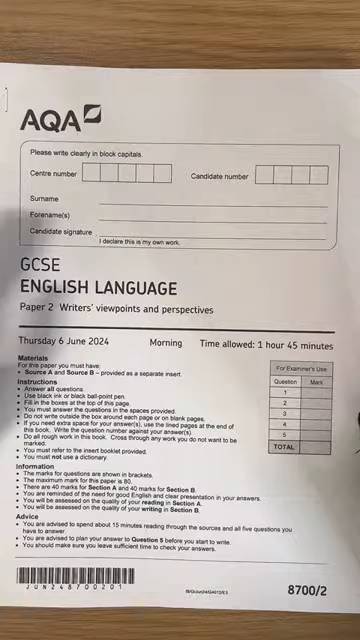 AQA
Please write clearly in block capitals.
Centre number
Candidate number
Surname
Forename(s)
Candidate signature
I declare this is my own work.
GCSE
ENGLISH LANGUAGE
Paper 2 Writers' viewpoints and perspectives
Thursday 6 June 2024 Morning Time allowed: 1 hour 45 minutes
Materials
For this paper you must have:
• Source A and Source B – provided as a separate insert.
Instructions
• Answer all questions.
• Use black ink or black ball-point pen.
• Fill in the boxes at the top of this page.
• You must answer the questions in the spaces provided.
• Do not write outside the box around each page or on blank pages.
• If you need extra space for your answer(s), use the lined pages at the end of
this book. Write the question number against your answer(s).
• Do all rough work in this book. Cross through any work you do not want to be
marked.
• You must refer to the insert booklet provided.
• You must not use a dictionary.
Information
• The marks for questions are shown in brackets.
• The maximum mark for this paper is 80.
• There are 40 marks for Section A and 40 marks for Section B.
• You are reminded of the need for good English and clear presentation in your answers.
• You will be assessed on the quality of your reading in Section A.
• You will be assessed on the quality of your writing in Section B.
Advice
• You are advised to spend about 15 minutes reading through the sources and all five questions you
have to answer.
• You are advised to plan your answer to Question 5 before you start to write.
• You should make sure you leave sufficient time to check your answers.
For Examiner's Use
Question Mark
1
2
3
4
5
TOTAL
JUN248700201
8700/2